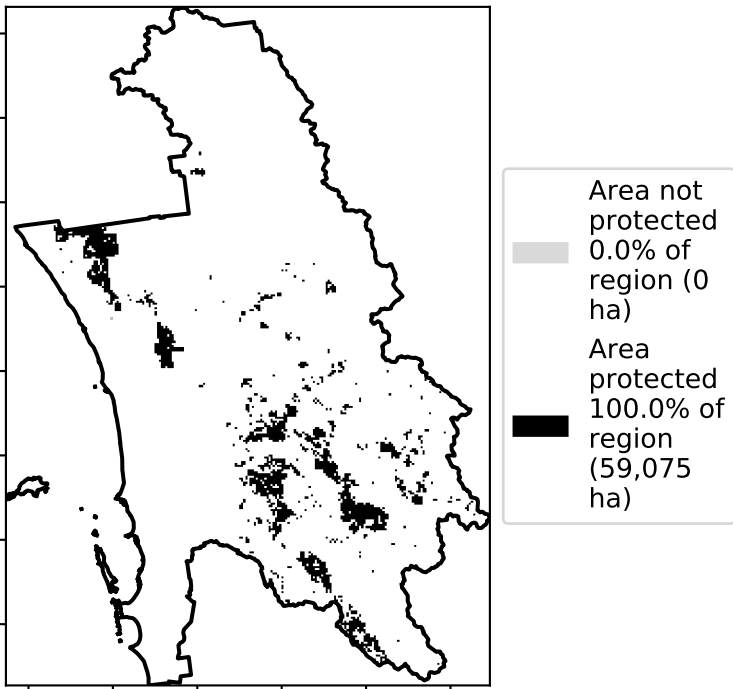 Area not
protected
0.0% of
region (0
ha)
Area
protected
100.0% of
region
(59,075
ha)